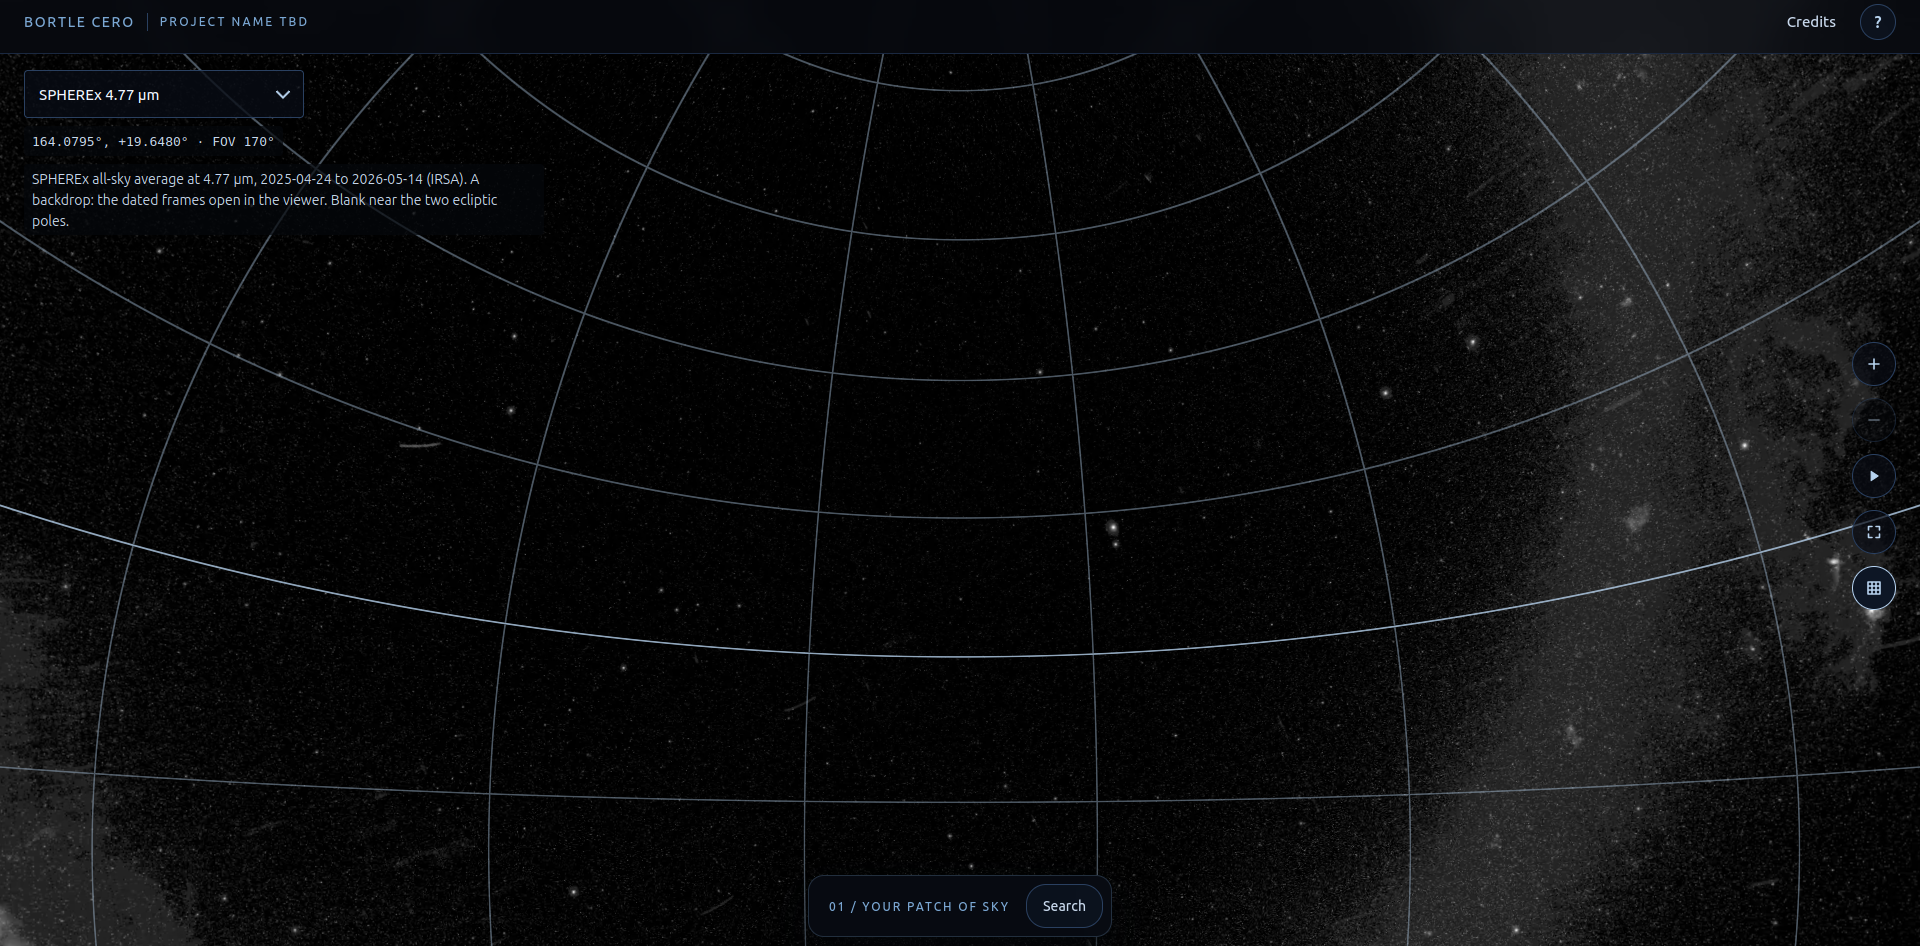 BORTLE CERO
PROJECT NAME TBD
Credits
?
SPHEREx 4.77 µm
164.0795°, +19.6480° · FOV 170°
SPHEREx all-sky average at 4.77 µm, 2025-04-24 to 2026-05-14 (IRSA). A
backdrop: the dated frames open in the viewer. Blank near the two ecliptic
poles.
01 / YOUR PATCH OF SKY
Search